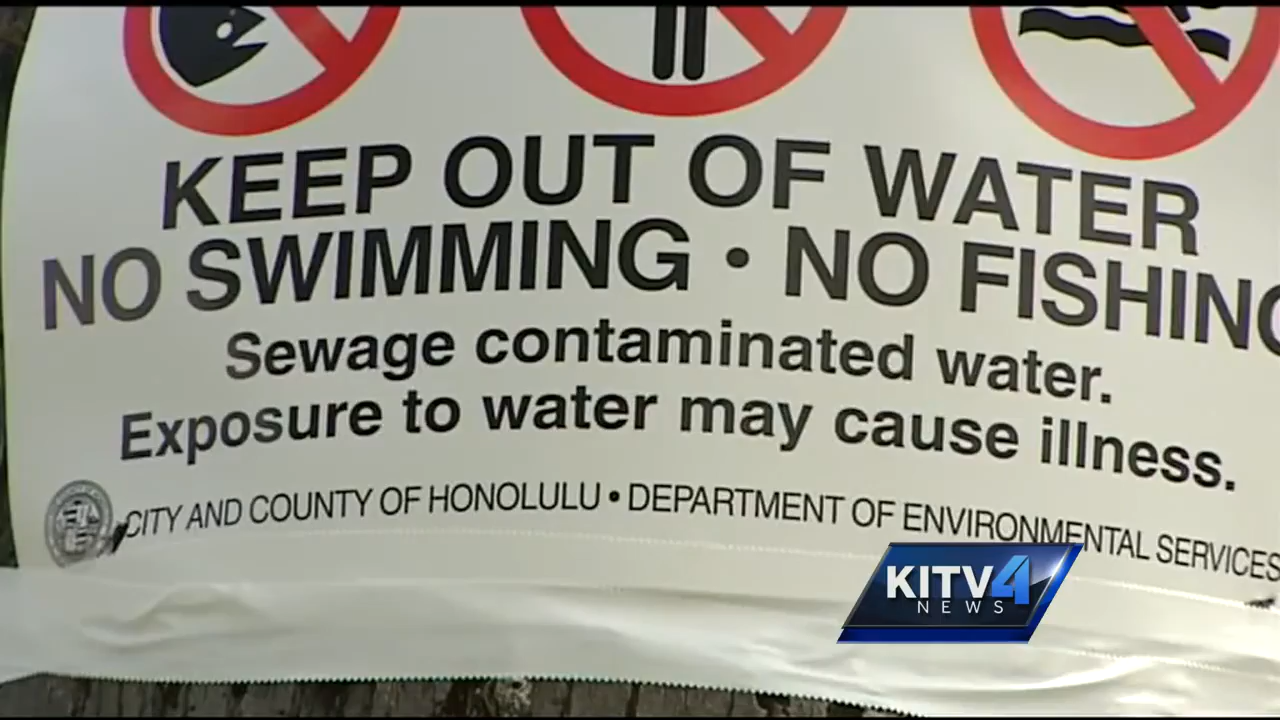 KEEP OUT OF WATER
NO SWIMMING • NO FISHING
Sewage contaminated water.
Exposure to water may cause illness.
CITY AND COUNTY OF HONOLULU • DEPARTMENT OF ENVIRONMENTAL SERVICES
KITV4
NEWS